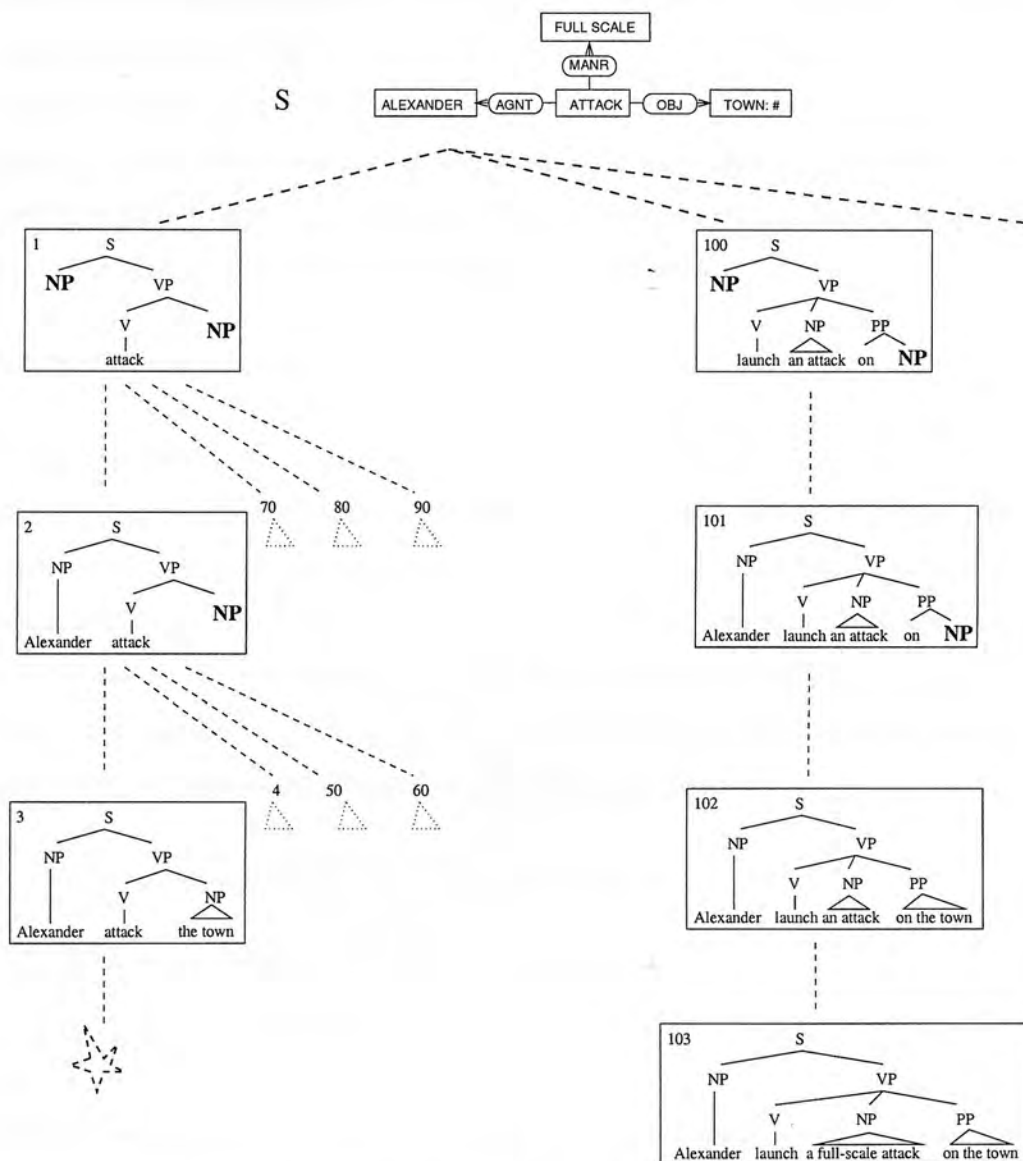 FULL SCALE
MANR
S
ALEXANDER AGNT ATTACK OBJ TOWN: #
1
S
NP VP
V NP
attack
100
S
NP VP
V NP PP
launch an attack on NP
70 80 90
2
S
NP VP
V NP
Alexander attack
101
S
NP VP
V NP PP
Alexander launch an attack on NP
4 50 60
3
S
NP VP
V NP
Alexander attack the town
102
S
NP VP
V NP PP
Alexander launch an attack on the town
103
S
NP VP
V NP PP
Alexander launch a full-scale attack on the town